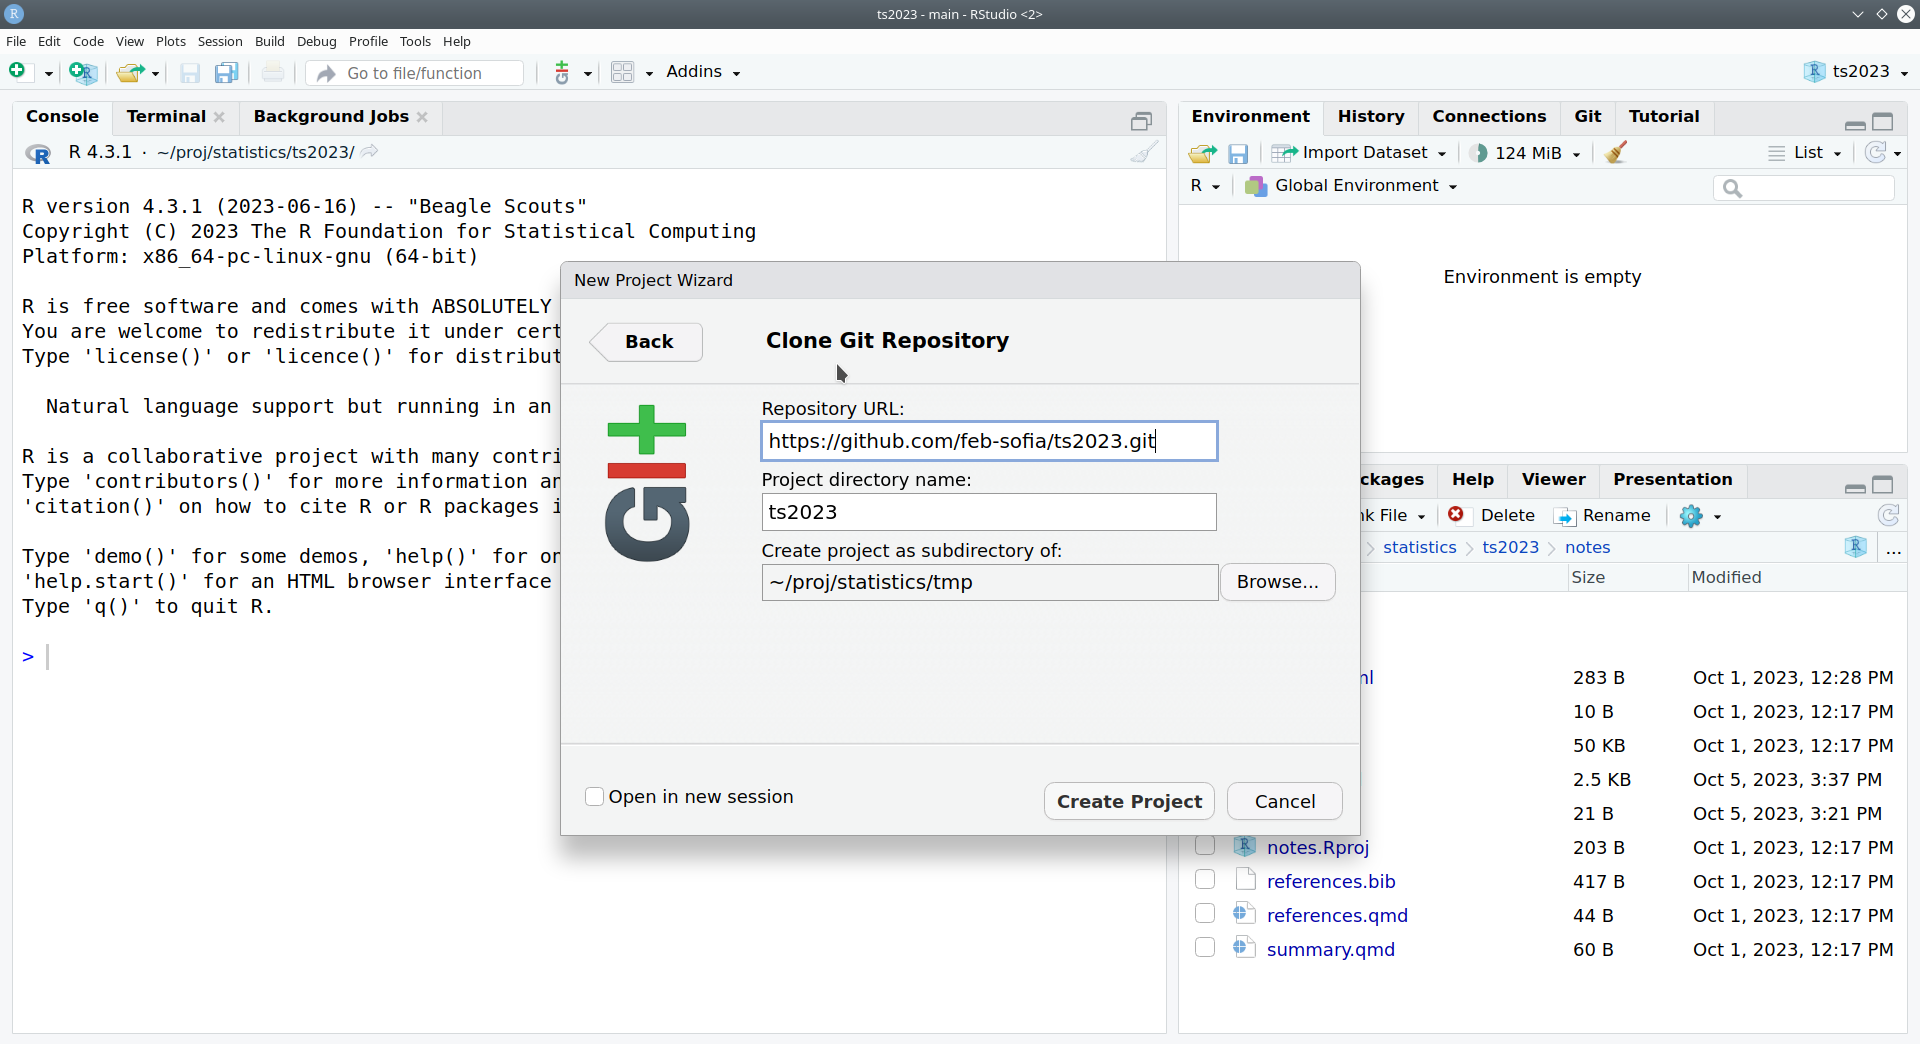 ts2023 - main - RStudio <2>
File Edit Code View Plots Session Build Debug Profile Tools Help
Go to file/function
Addins
ts2023
Console Terminal Background Jobs
R 4.3.1 · ~/proj/statistics/ts2023/
R version 4.3.1 (2023-06-16) -- "Beagle Scouts"
Copyright (C) 2023 The R Foundation for Statistical Computing
Platform: x86_64-pc-linux-gnu (64-bit)
R is free software and comes with ABSOLUTELY
You are welcome to redistribute it under cert
Type 'license()' or 'licence()' for distribut
Natural language support but running in an
R is a collaborative project with many contri
Type 'contributors()' for more information an
'citation()' on how to cite R or R packages i
Type 'demo()' for some demos, 'help()' for on
'help.start()' for an HTML browser interface
Type 'q()' to quit R.
>
New Project Wizard
Back
Clone Git Repository
GIT
Repository URL:
https://github.com/feb-sofia/ts2023.git
Project directory name:
ts2023
Create project as subdirectory of:
~/proj/statistics/tmp
Browse...
Open in new session
Create Project
Cancel
Environment History Connections Git Tutorial
Import Dataset
124 MiB
List
R
Global Environment
Environment is empty
ckages Help Viewer Presentation
k File Delete Rename
statistics ts2023 notes
...
Size Modified
ml 283 B Oct 1, 2023, 12:28 PM
10 B Oct 1, 2023, 12:17 PM
50 KB Oct 1, 2023, 12:17 PM
2.5 KB Oct 5, 2023, 3:37 PM
21 B Oct 5, 2023, 3:21 PM
notes.Rproj 203 B Oct 1, 2023, 12:17 PM
references.bib 417 B Oct 1, 2023, 12:17 PM
references.qmd 44 B Oct 1, 2023, 12:17 PM
summary.qmd 60 B Oct 1, 2023, 12:17 PM